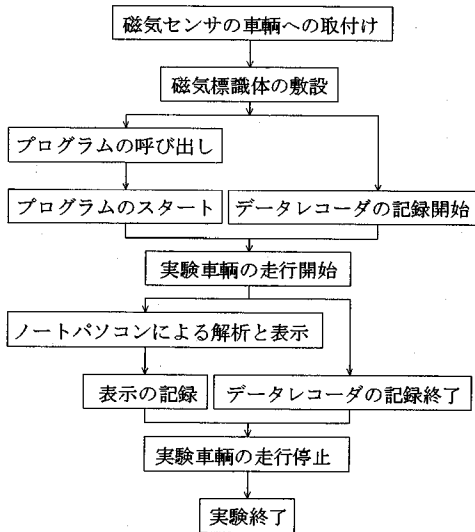 磁気センサの車輌への取付け
磁気標識体の敷設
プログラムの呼び出し
プログラムのスタート
データレコーダの記録開始
実験車輌の走行開始
ノートパソコンによる解析と表示
表示の記録
データレコーダの記録終了
実験車輌の走行停止
実験終了